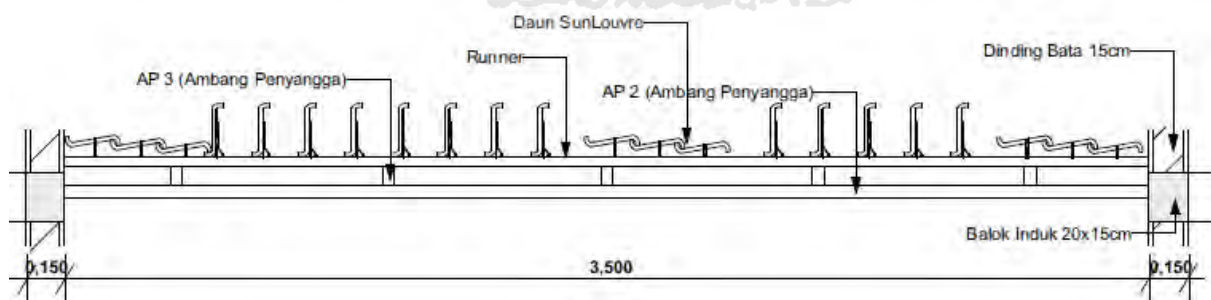 Daun SunLouvre
Runner
Dinding Bata 15cm
AP 3 (Ambang Penyangga)
AP 2 (Ambang Penyangga)
Balok Induk 20x15cm
0,150
3,500
0,150